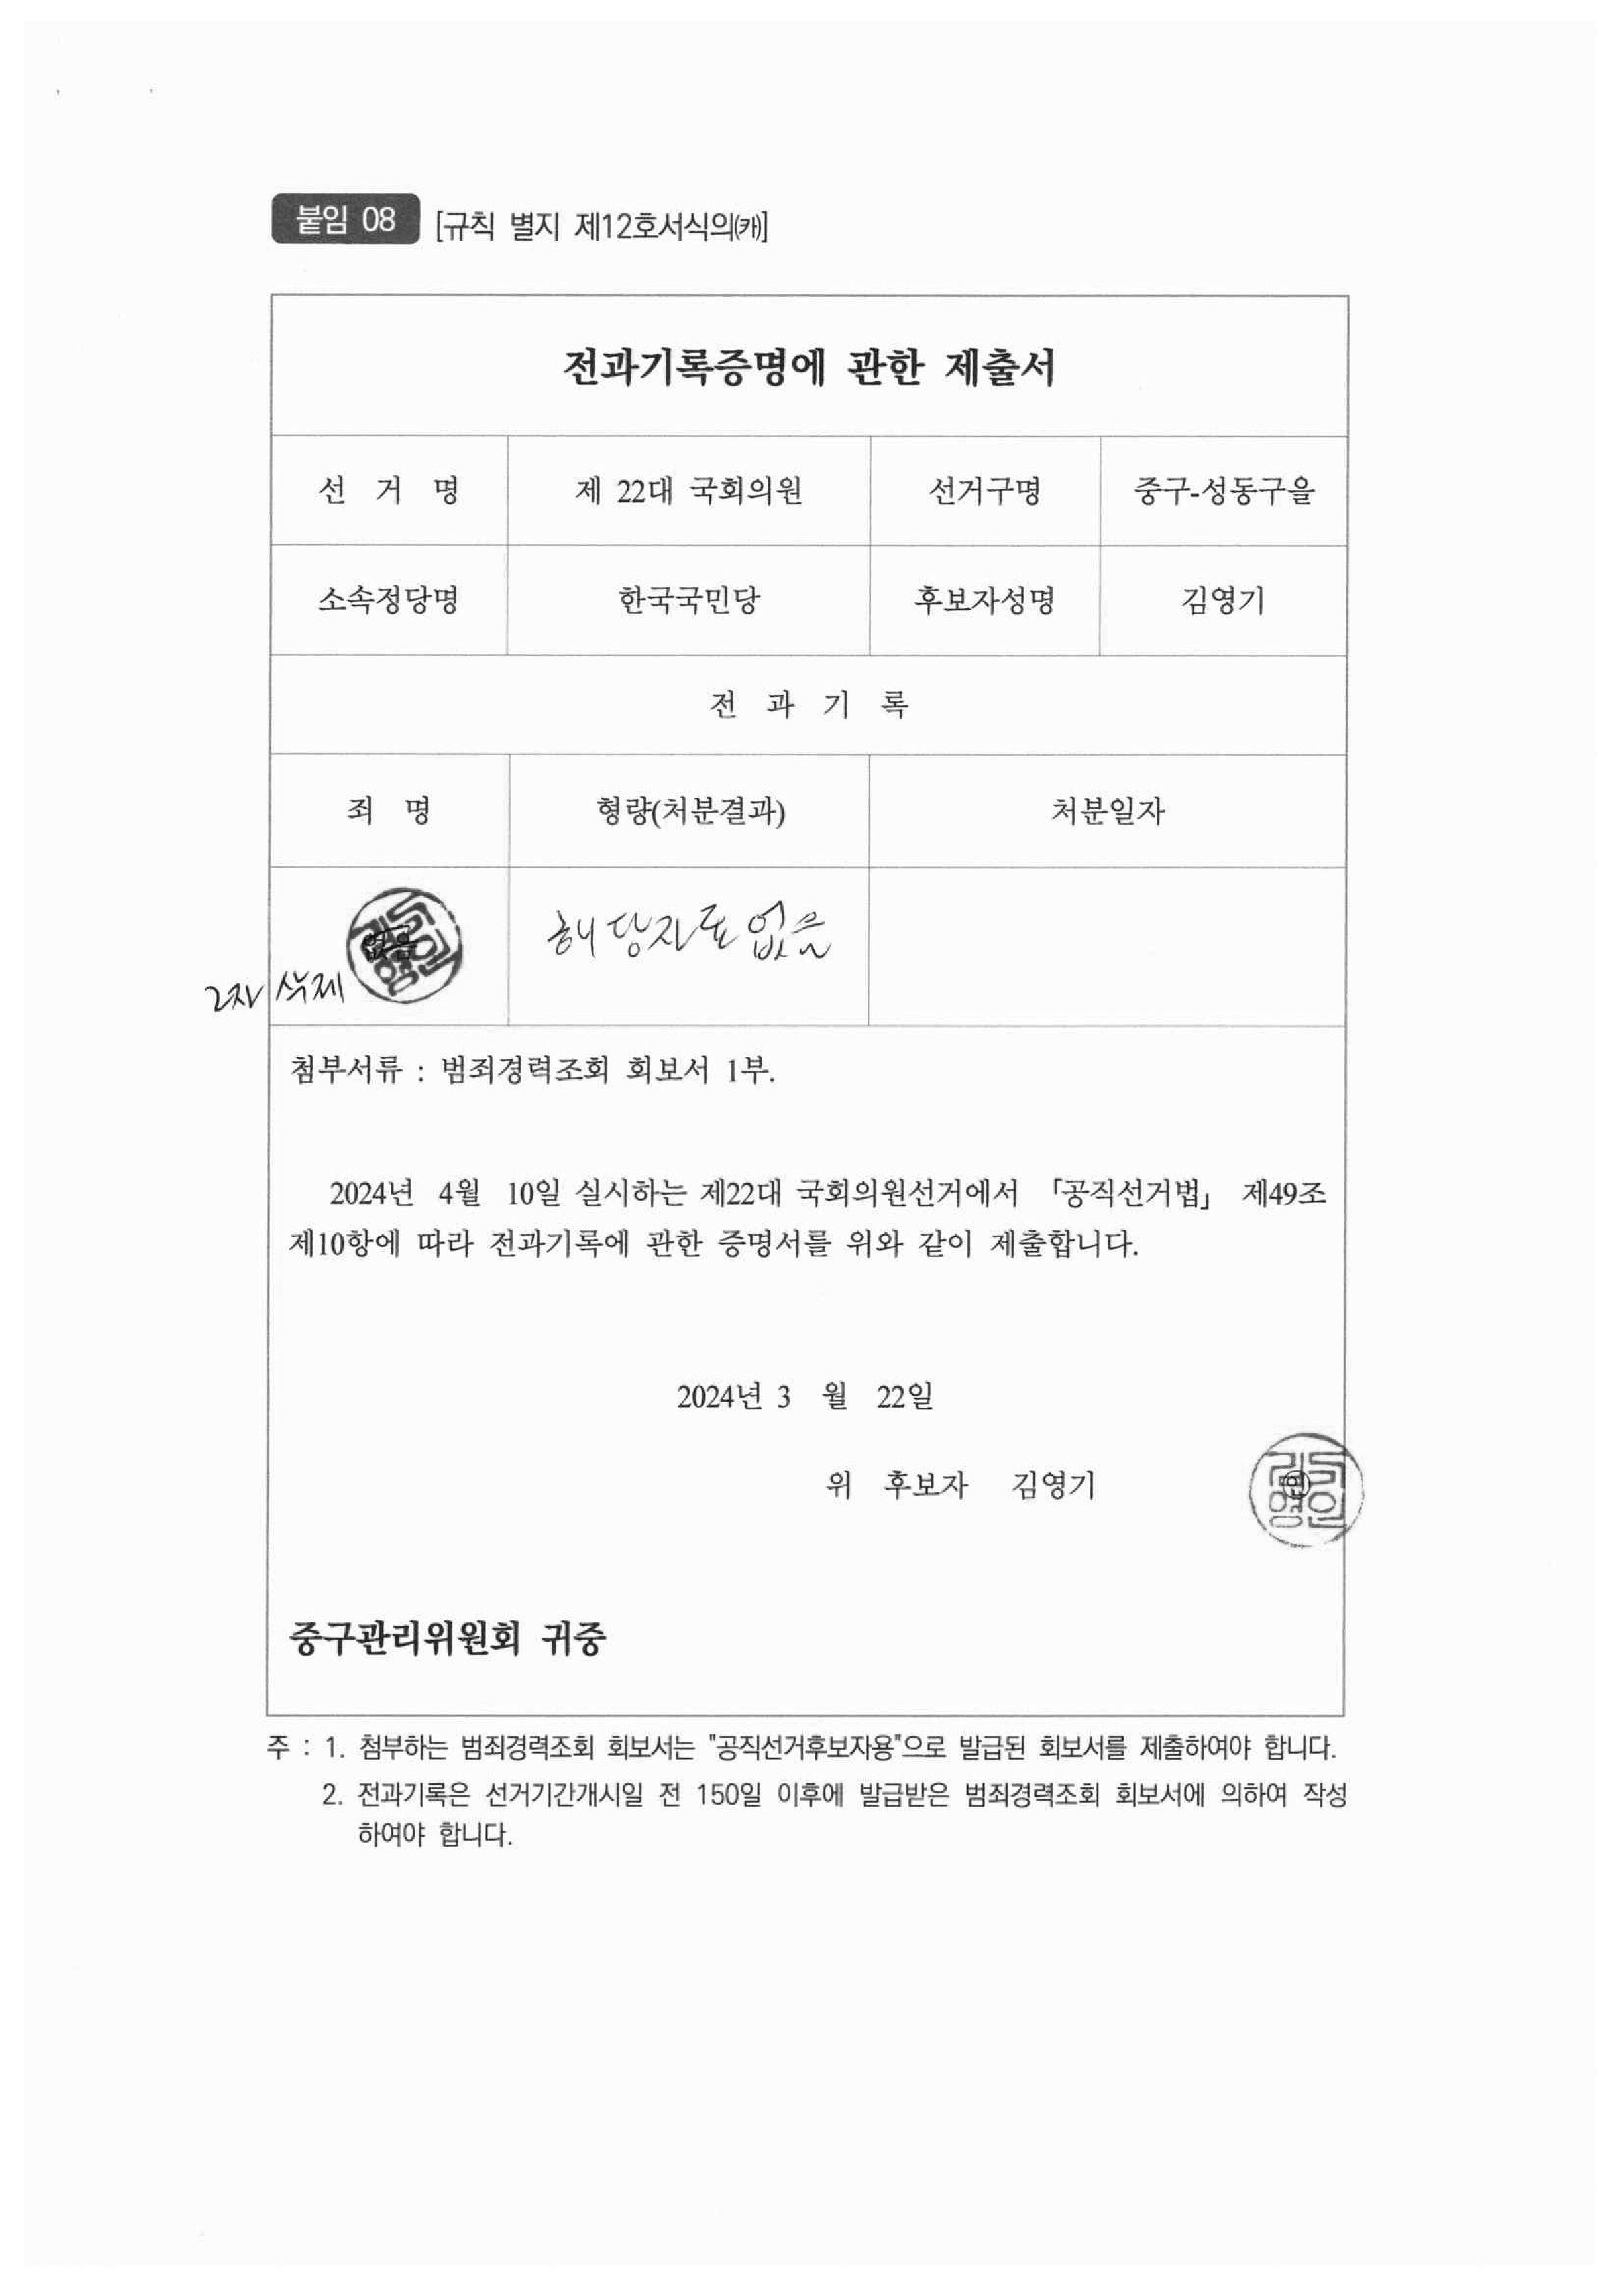 붙임 08 [규칙 별지 제12호서식의㈎]
전과기록증명에 관한 제출서
선 거 명 제 22대 국회의원 선거구명 중구-성동구을
소속정당명 한국국민당 후보자성명 김영기
전 과 기 록
죄 명 형량(처분결과) 처분일자
없음 해당자료 없음
2자 삭제
첨부서류 : 범죄경력조회 회보서 1부.
2024년 4월 10일 실시하는 제22대 국회의원선거에서 「공직선거법」 제49조
제10항에 따라 전과기록에 관한 증명서를 위와 같이 제출합니다.
2024년 3 월 22일
위 후보자 김영기 ㊞
중구관리위원회 귀중
주 : 1. 첨부하는 범죄경력조회 회보서는 "공직선거후보자용"으로 발급된 회보서를 제출하여야 합니다.
2. 전과기록은 선거기간개시일 전 150일 이후에 발급받은 범죄경력조회 회보서에 의하여 작성
하여야 합니다.